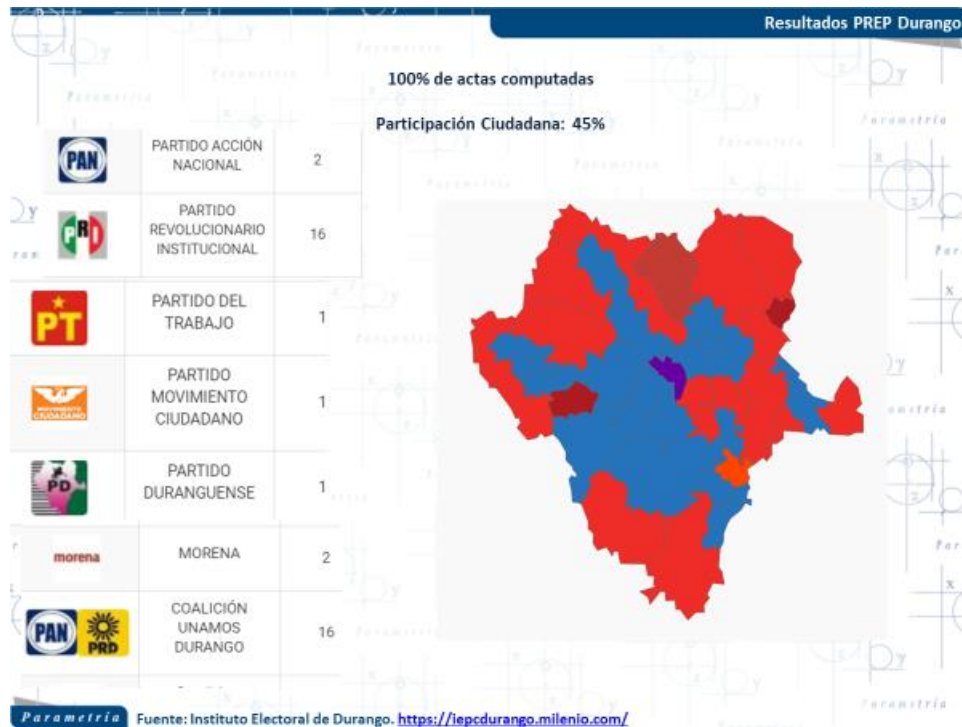 Resultados PREP Durango
100% de actas computadas
Participación Ciudadana: 45%
PAN
PARTIDO ACCIÓN
NACIONAL
2
PRI
PARTIDO
REVOLUCIONARIO
INSTITUCIONAL
16
PT
PARTIDO DEL
TRABAJO
1
MOVIMIENTO
CIUDADANO
PARTIDO
MOVIMIENTO
CIUDADANO
1
PD
PARTIDO
DURANGUENSE
1
morena
MORENA
2
PAN
PRD
COALICIÓN
UNAMOS
DURANGO
16
Parametría
Fuente: Instituto Electoral de Durango. https://iepcdurango.milenio.com/